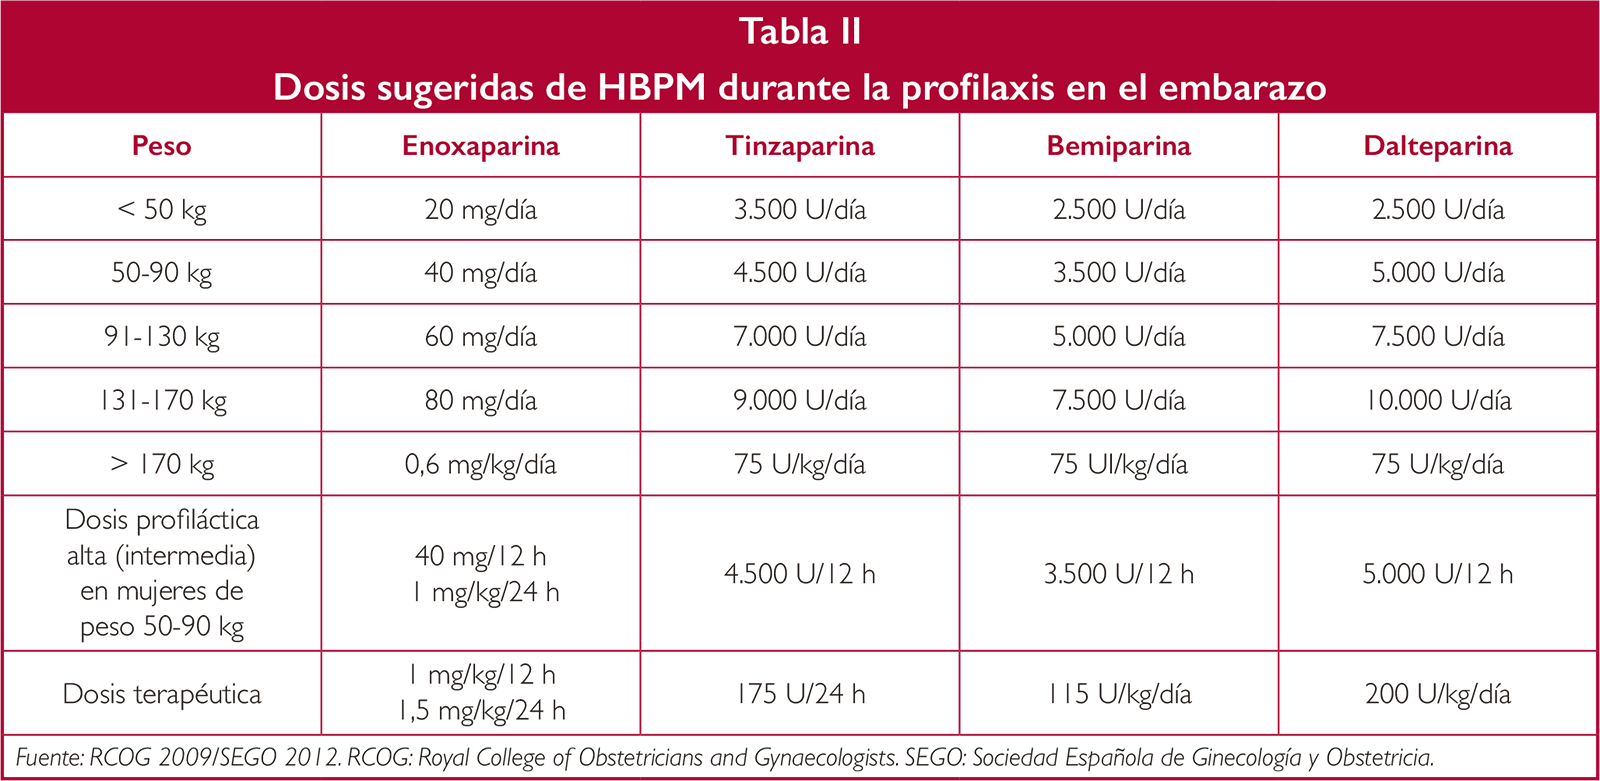 Tabla II
Dosis sugeridas de HBPM durante la profilaxis en el embarazo
Peso Enoxaparina Tinzaparina Bemiparina Dalteparina
< 50 kg 20 mg/día 3.500 U/día 2.500 U/día 2.500 U/día
50-90 kg 40 mg/día 4.500 U/día 3.500 U/día 5.000 U/día
91-130 kg 60 mg/día 7.000 U/día 5.000 U/día 7.500 U/día
131-170 kg 80 mg/día 9.000 U/día 7.500 U/día 10.000 U/día
> 170 kg 0,6 mg/kg/día 75 U/kg/día 75 UI/kg/día 75 U/kg/día
Dosis profiláctica
alta (intermedia)
en mujeres de
peso 50-90 kg
40 mg/12 h
1 mg/kg/24 h
4.500 U/12 h
3.500 U/12 h
5.000 U/12 h
Dosis terapéutica
1 mg/kg/12 h
1,5 mg/kg/24 h
175 U/24 h
115 U/kg/día
200 U/kg/día
Fuente: RCOG 2009/SEGO 2012. RCOG: Royal College of Obstetricians and Gynaecologists. SEGO: Sociedad Española de Ginecología y Obstetricia.